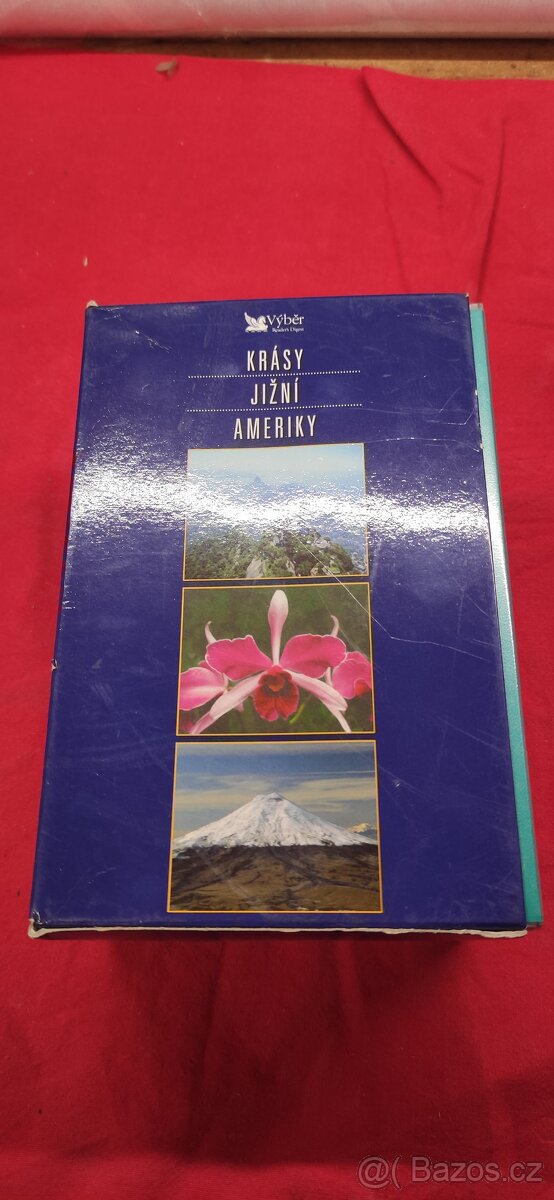 Výběr
Reader's Digest
KRÁSY
JIŽNÍ
AMERIKY
@ Bazos.cz